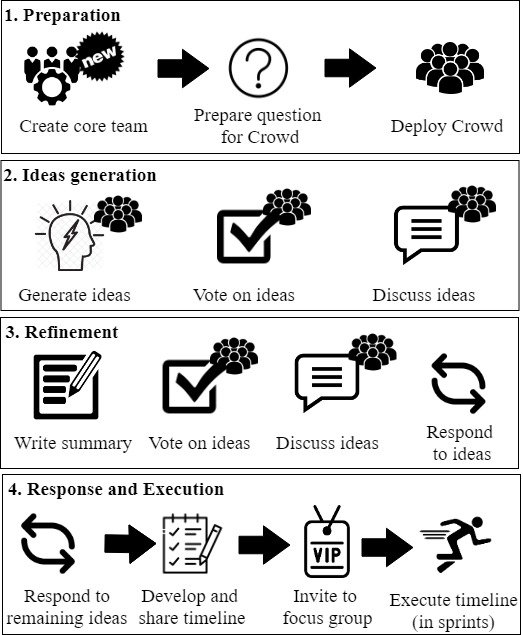 1. Preparation
new
Create core team
Prepare question
for Crowd
Deploy Crowd
2. Ideas generation
Generate ideas
Vote on ideas
Discuss ideas
3. Refinement
Write summary
Vote on ideas
Discuss ideas
Respond
to ideas
4. Response and Execution
VIP
Respond to
remaining ideas
Develop and
share timeline
Invite to
focus group
Execute timeline
(in sprints)